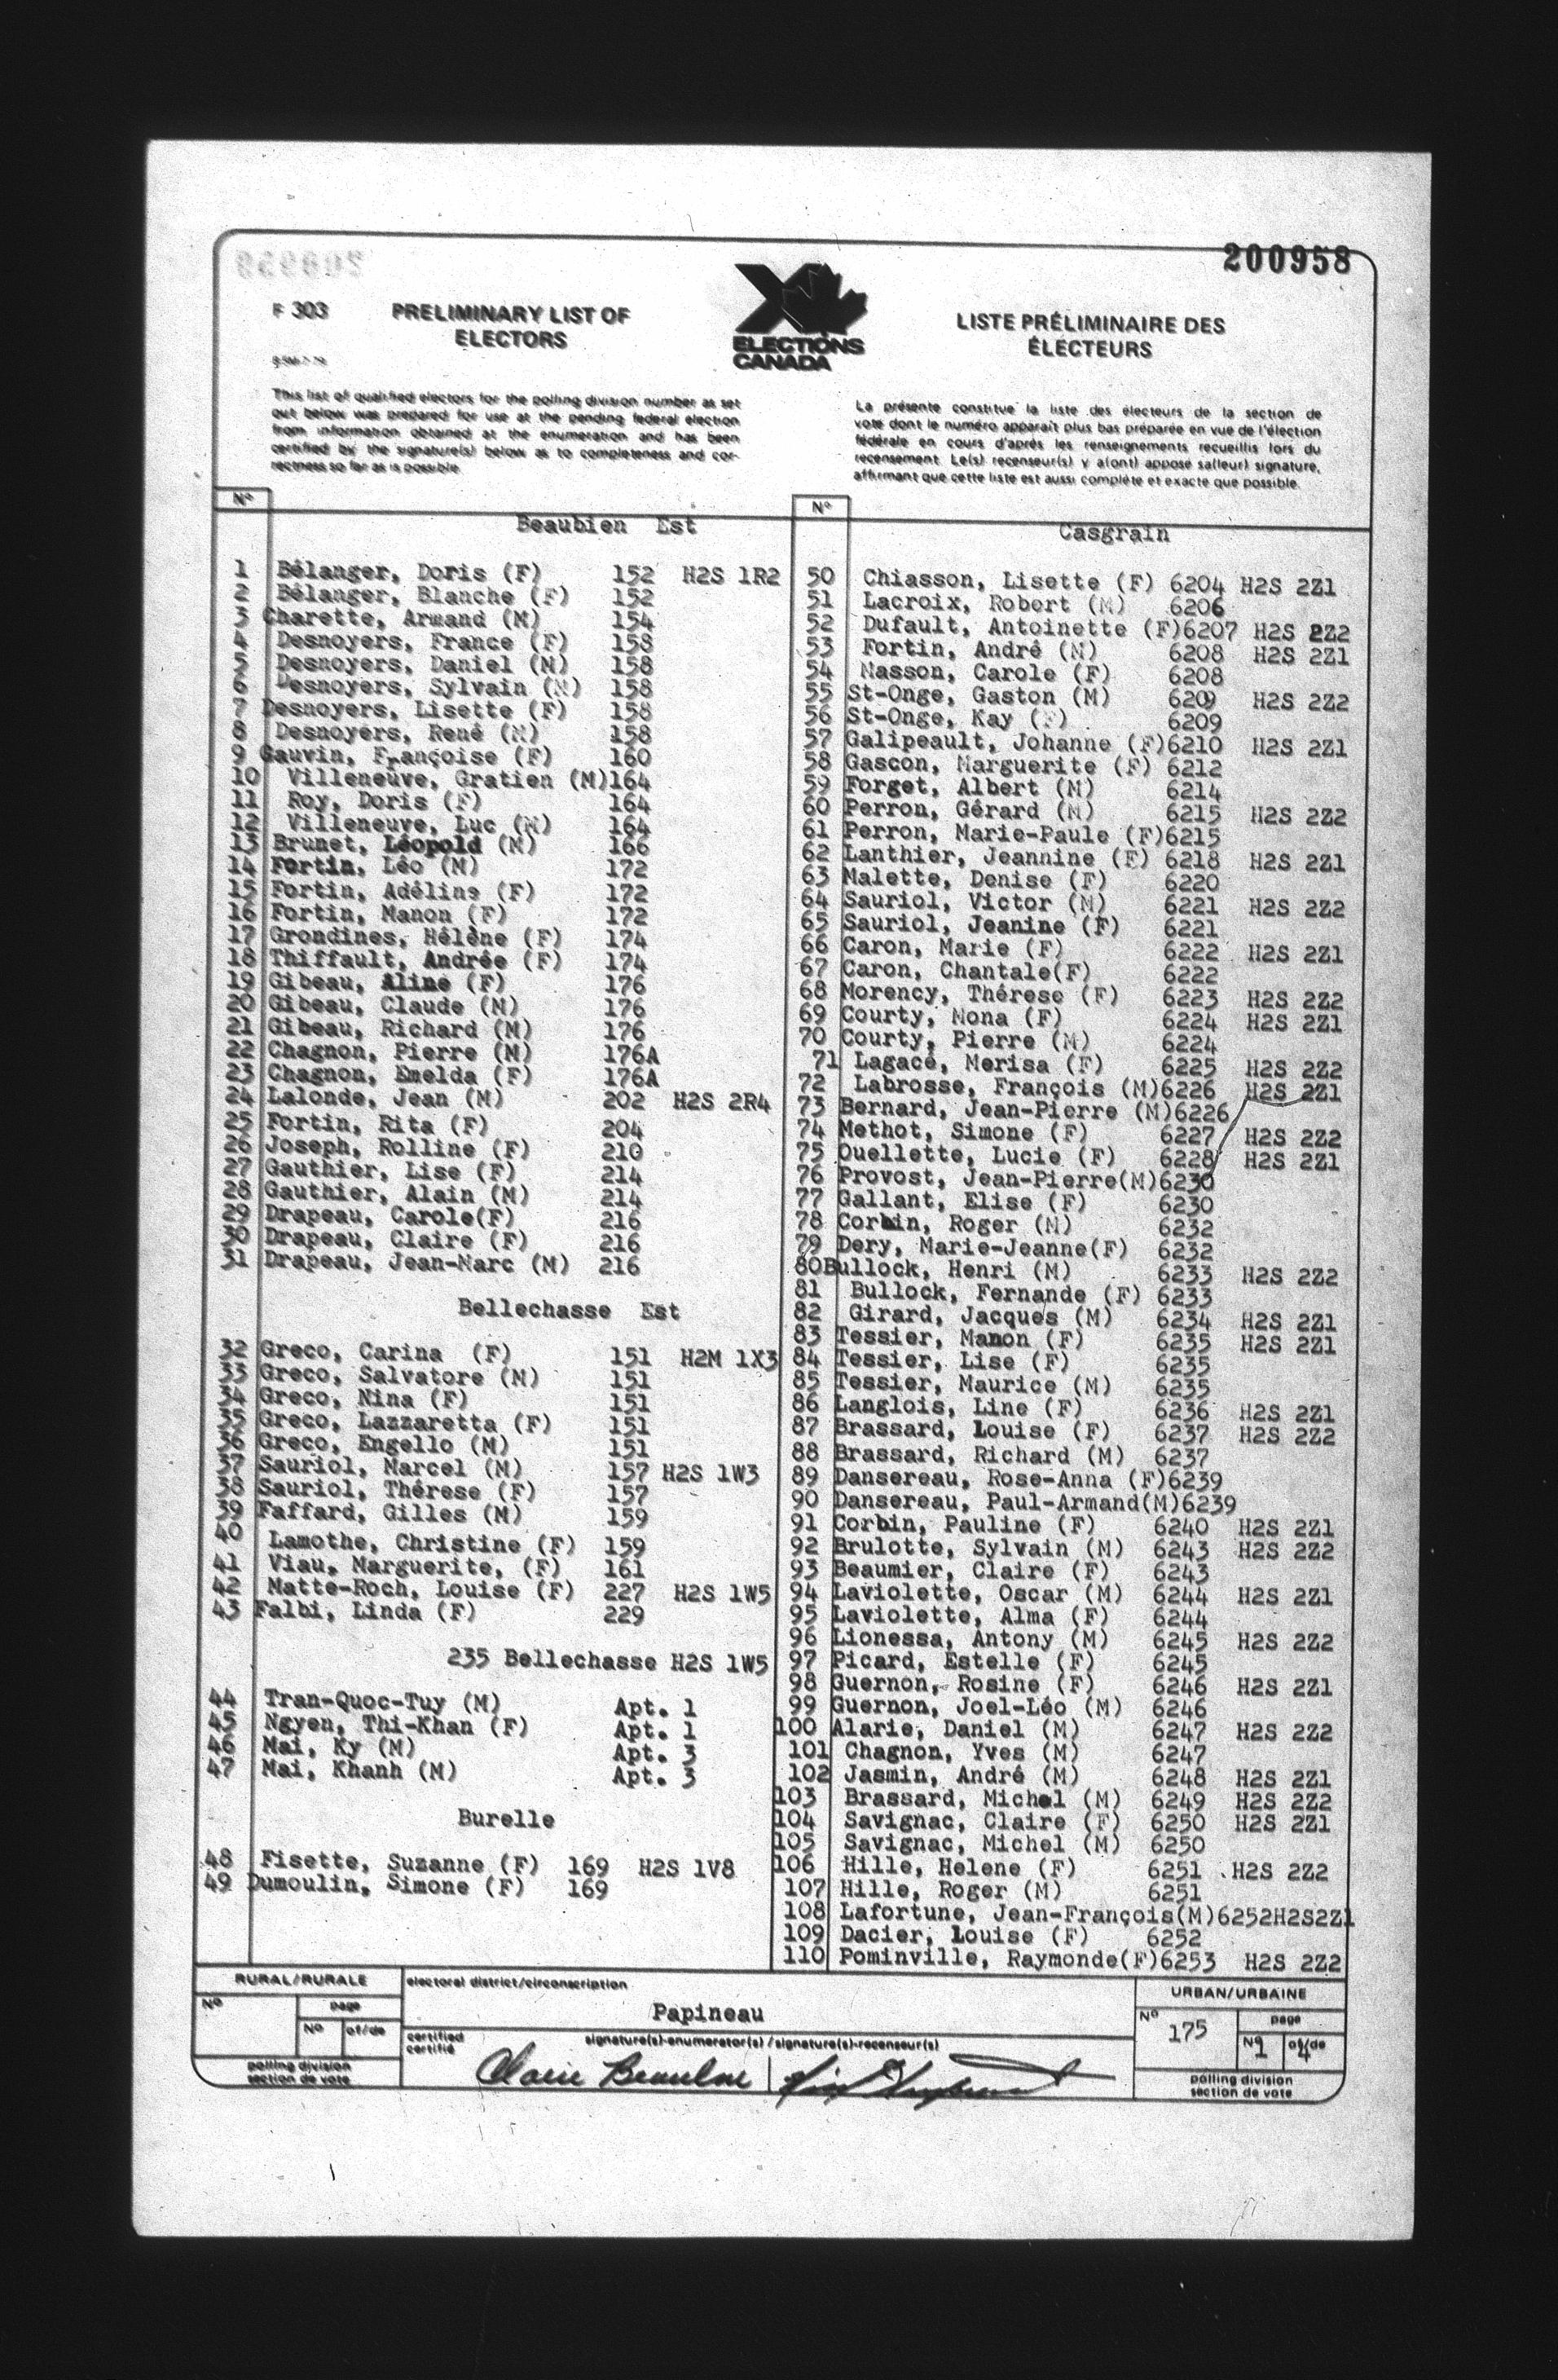 200958
F 303
PRELIMINARY LIST OF
ELECTORS
ELECTIONS
CANADA
LISTE PRÉLIMINAIRE DES
ÉLECTEURS
This list of qualified electors for the polling division number as set
out below was prepared for use at the pending federal election
from information obtained at the enumeration and has been
certified by the signature(s) below as to completeness and cor-
rectness so far as is possible.
La présente constitue la liste des électeurs de la section de
vote dont le numéro apparaît plus bas préparée en vue de l'élection
fédérale en cours d'après les renseignements recueillis lors du
recensement. Le(s) recenseur(s) y a(ont) apposé sa(leur) signature,
affirmant que cette liste est aussi complète et exacte que possible.
Nº
Beaubien Est
1 Bélanger, Doris (F) 152 H2S 1R2
2 Bélanger, Blanche (F) 152
3 Charette, Armand (M) 154
4 Desnoyers, France (F) 158
5 Desnoyers, Daniel (M) 158
6 Desnoyers, Sylvain (M) 158
7 Desnoyers, Lisette (F) 158
8 Desnoyers, René (M) 158
9 Gauvin, Françoise (F) 160
10 Villeneuve, Gratien (M)164
11 Roy, Doris (F) 164
12 Villeneuve, Luc (M) 164
13 Brunet, Léopold (M) 166
14 Fortin, Léo (M) 172
15 Fortin, Adéline (F) 172
16 Fortin, Manon (F) 172
17 Grondines, Hélène (F) 174
18 Thiffault, Andrée (F) 174
19 Gibeau, Aline (F) 176
20 Gibeau, Claude (M) 176
21 Gibeau, Richard (M) 176
22 Chagnon, Pierre (M) 176A
23 Chagnon, Emelda (F) 176A
24 Lalonde, Jean (M) 202 H2S 2R4
25 Fortin, Rita (F) 204
26 Joseph, Rolline (F) 210
27 Gauthier, Lise (F) 214
28 Gauthier, Alain (M) 214
29 Drapeau, Carole(F) 216
30 Drapeau, Claire (F) 216
31 Drapeau, Jean-Marc (M) 216
Bellechasse Est
32 Greco, Carina (F) 151 H2M 1X3
33 Greco, Salvatore (M) 151
34 Greco, Nina (F) 151
35 Greco, Lazzaretta (F) 151
36 Greco, Engello (M) 151
37 Sauriol, Marcel (M) 157 H2S 1W3
38 Sauriol, Thérese (F) 157
39 Faffard, Gilles (M) 159
40 Lamothe, Christine (F) 159
41 Viau, Marguerite, (F) 161
42 Matte-Roch, Louise (F) 227 H2S 1W5
43 Falbi, Linda (F) 229
235 Bellechasse H2S 1W5
44 Tran-Quoc-Tuy (M) Apt. 1
45 Ngyen, Thi-Khan (F) Apt. 1
46 Mai, Ky (M) Apt. 3
47 Mai, Khanh (M) Apt. 3
Burelle
48 Fisette, Suzanne (F) 169 H2S 1V8
49 Dumoulin, Simone (F) 169
Nº
Casgrain
50 Chiasson, Lisette (F) 6204 H2S 2Z1
51 Lacroix, Robert (M) 6206
52 Dufault, Antoinette (F)6207 H2S 2Z2
53 Fortin, André (M) 6208 H2S 2Z1
54 Masson, Carole (F) 6208
55 St-Onge, Gaston (M) 6209 H2S 2Z2
56 St-Onge, Kay (F) 6209
57 Galipeault, Johanne (F)6210 H2S 2Z1
58 Gascon, Marguerite (F) 6212
59 Forget, Albert (M) 6214
60 Perron, Gérard (M) 6215 H2S 2Z2
61 Perron, Marie-Paule (F)6215
62 Lanthier, Jeannine (F) 6218 H2S 2Z1
63 Malette, Denise (F) 6220
64 Sauriol, Victor (M) 6221 H2S 2Z2
65 Sauriol, Jeanine (F) 6221
66 Caron, Marie (F) 6222 H2S 2Z1
67 Caron, Chantale(F) 6222
68 Morency, Thérese (F) 6223 H2S 2Z2
69 Courty, Mona (F) 6224 H2S 2Z1
70 Courty, Pierre (M) 6224
71 Lagacé, Merisa (F) 6225 H2S 2Z2
72 Labrosse, François (M)6226 H2S 2Z1
73 Bernard, Jean-Pierre (M)6226
74 Methot, Simone (F) 6227 H2S 2Z2
75 Ouellette, Lucie (F) 6228 H2S 2Z1
76 Provost, Jean-Pierre(M)6230
77 Gallant, Elise (F) 6230
78 Corbin, Roger (M) 6232
79 Dery, Marie-Jeanne(F) 6232
80Bullock, Henri (M) 6233 H2S 2Z2
81 Bullock, Fernande (F) 6233
82 Girard, Jacques (M) 6234 H2S 2Z1
83 Tessier, Manon (F) 6235 H2S 2Z1
84 Tessier, Lise (F) 6235
85 Tessier, Maurice (M) 6235
86 Langlois, Line (F) 6236 H2S 2Z1
87 Brassard, Louise (F) 6237 H2S 2Z2
88 Brassard, Richard (M) 6237
89 Dansereau, Rose-Anna (F)6239
90 Dansereau, Paul-Armand(M)6239
91 Corbin, Pauline (F) 6240 H2S 2Z1
92 Brulotte, Sylvain (M) 6243 H2S 2Z2
93 Beaumier, Claire (F) 6243
94 Laviolette, Oscar (M) 6244 H2S 2Z1
95 Laviolette, Alma (F) 6244
96 Lionessa, Antony (M) 6245 H2S 2Z2
97 Picard, Estelle (F) 6245
98 Guernon, Rosine (F) 6246 H2S 2Z1
99 Guernon, Joel-Léo (M) 6246
100 Alarie, Daniel (M) 6247 H2S 2Z2
101 Chagnon, Yves (M) 6247
102 Jasmin, André (M) 6248 H2S 2Z1
103 Brassard, Michel (M) 6249 H2S 2Z2
104 Savignac, Claire (F) 6250 H2S 2Z1
105 Savignac, Michel (M) 6250
106 Hille, Helene (F) 6251 H2S 2Z2
107 Hille, Roger (M) 6251
108 Lafortune, Jean-François(M)6252H2S2Z1
109 Dacier, Louise (F) 6252
110 Pominville, Raymonde(F)6253 H2S 2Z2
RURAL/RURALE
Nº
page
Nº of/de
polling division
section de vote
electoral district/circonscription
Papineau
certified
certifié
signature(s)-enumerator(s)/signature(s)-recenseur(s)
URBAN/URBAINE
Nº 175
page
Nº 1 of/de 4
polling division
section de vote